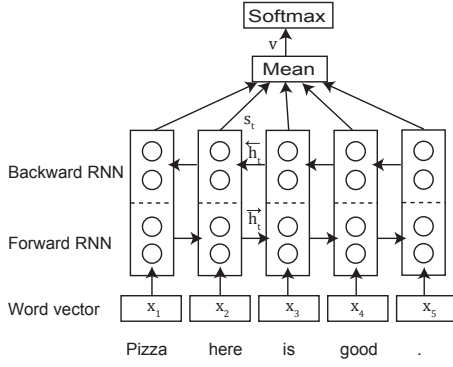 Softmax
v
Mean
s_t
Backward RNN
←h_t
→h_t
Forward RNN
Word vector x_1 x_2 x_3 x_4 x_5
Pizza here is good .